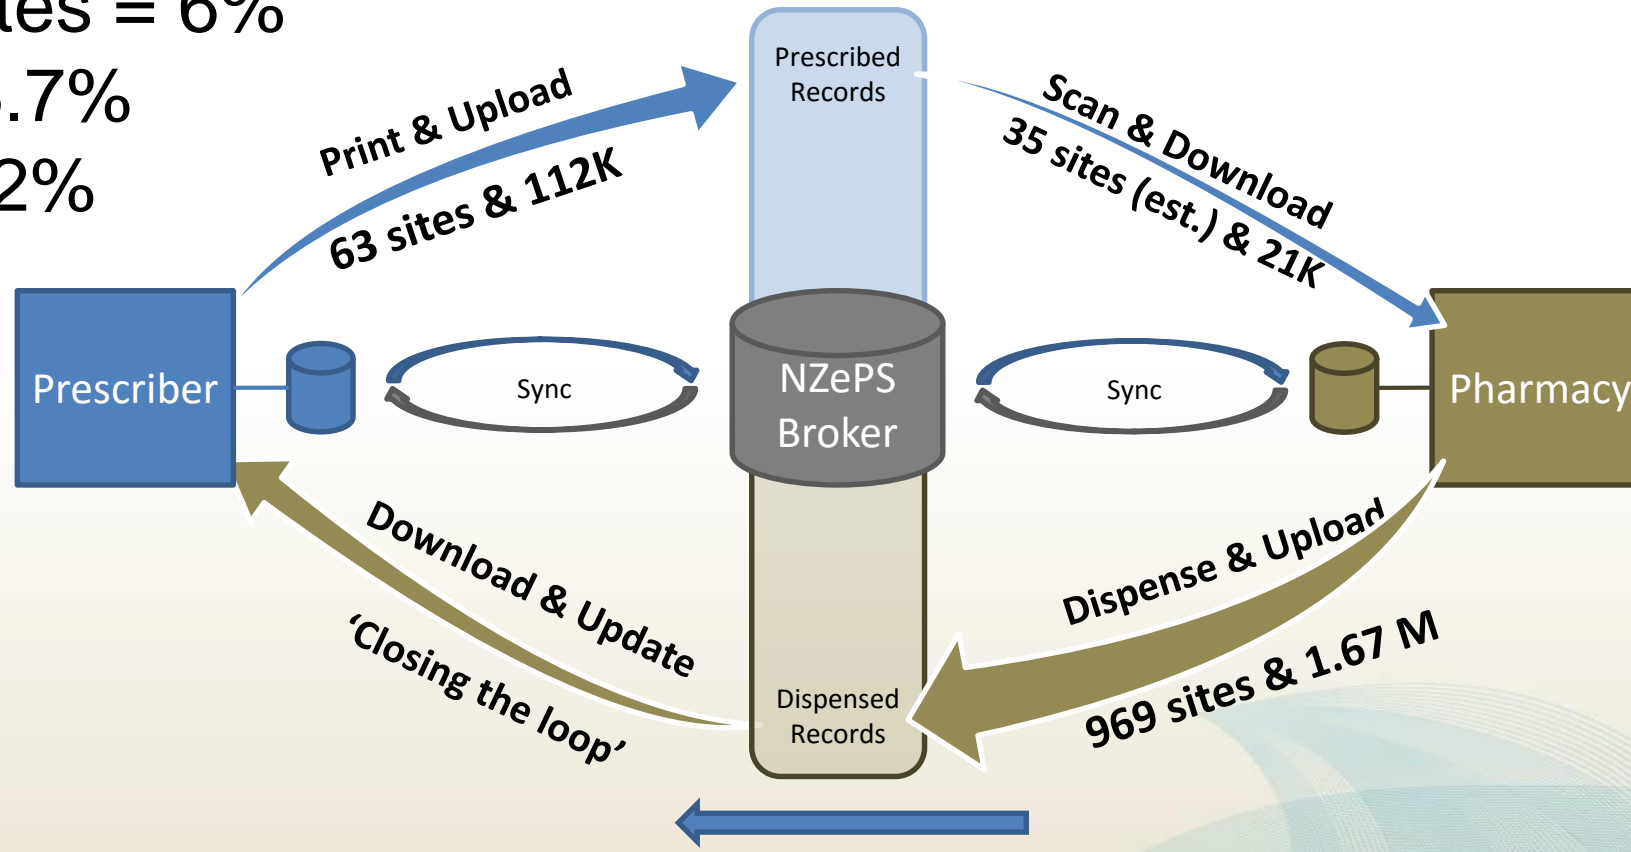 = 6%
.7%
2%
Prescribed
Records
Print & Upload
63 sites & 112K
Scan & Download
35 sites (est.) & 21K
Prescriber
Sync
NZePS
Broker
Sync
Pharmacy
Download & Update
‘Closing the loop’
Dispense & Upload
969 sites & 1.67 M
Dispensed
Records